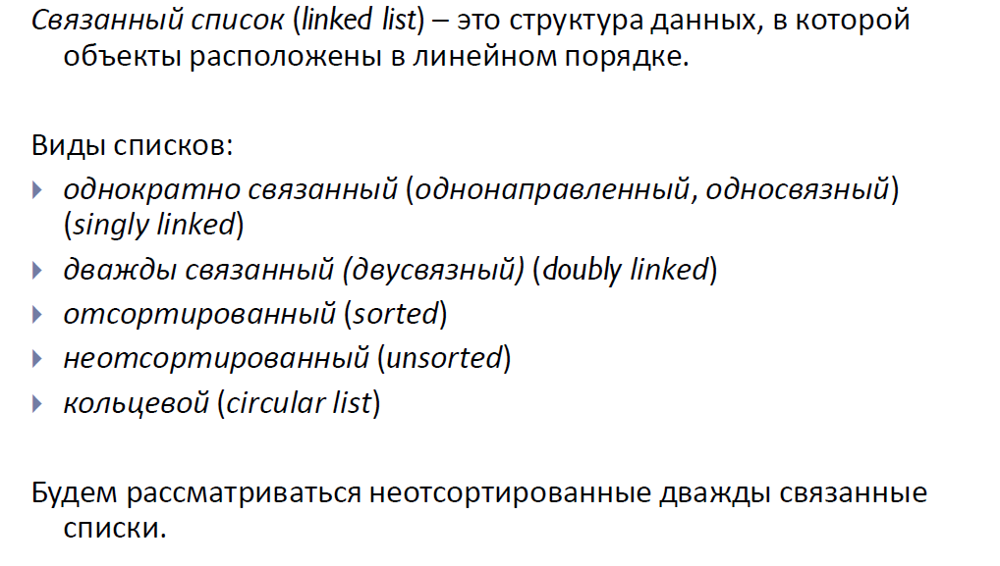 Связанный список (linked list) – это структура данных, в которой
объекты расположены в линейном порядке.
Виды списков:
однократно связанный (однонаправленный, односвязный)
(singly linked)
дважды связанный (двусвязный) (doubly linked)
отсортированный (sorted)
неотсортированный (unsorted)
кольцевой (circular list)
Будем рассматриваться неотсортированные дважды связанные
списки.